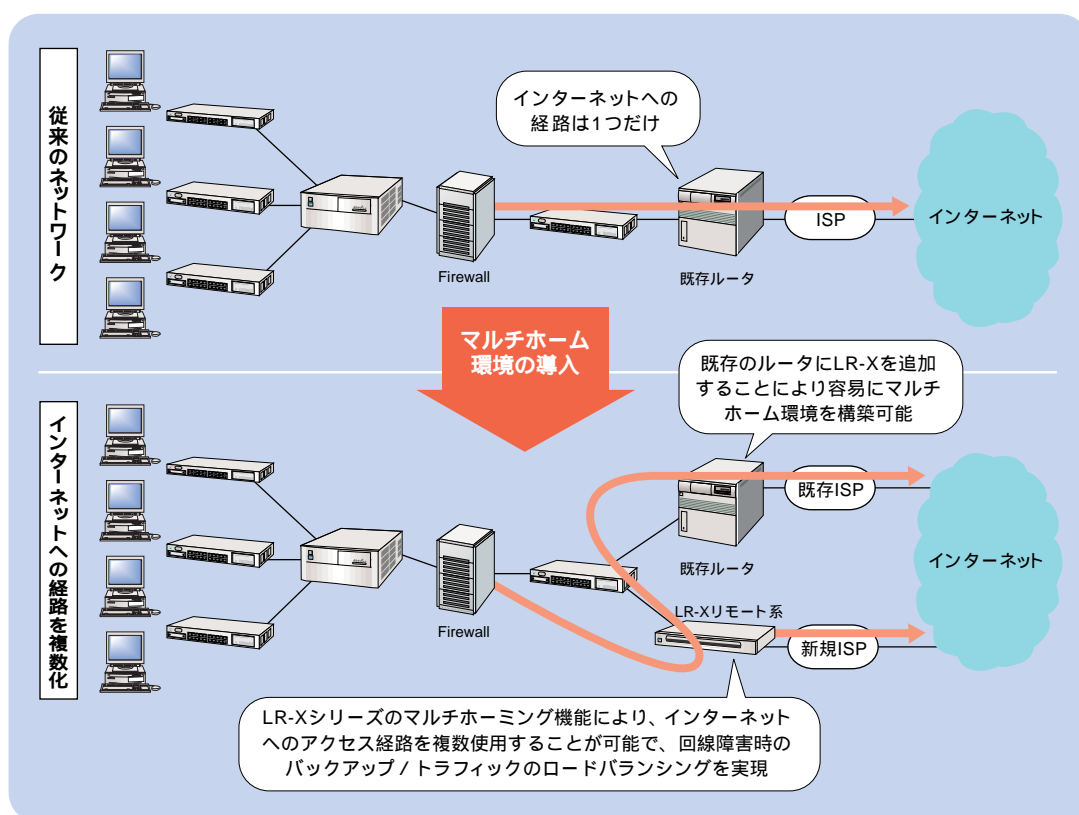 従来のネットワーク
インターネットへの
経路は1つだけ
ISP
インターネット
Firewall
既存ルータ
マルチホーム
環境の導入
既存のルータにLR-Xを追加
することにより容易にマルチ
ホーム環境を構築可能
インターネットへの経路を複数化
既存ISP
既存ルータ
インターネット
Firewall
LR-Xリモート系
新規ISP
LR-Xシリーズのマルチホーミング機能により、インターネット
へのアクセス経路を複数使用することが可能で、回線障害時の
バックアップ / トラフィックのロードバランシングを実現